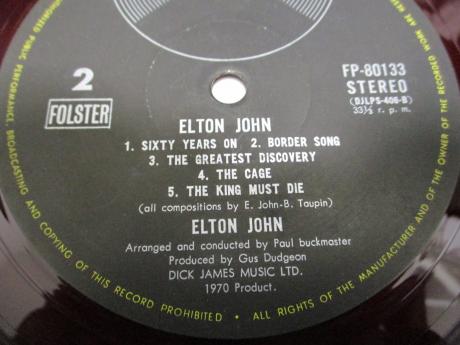 2
FOLSTER
FP-80133
STEREO
(DJLPS-406-B)
33⅓ r. p. m.
ELTON JOHN
1. SIXTY YEARS ON 2. BORDER SONG
3. THE GREATEST DISCOVERY
4. THE CAGE
5. THE KING MUST DIE
(all compositions by E. John-B. Taupin)
ELTON JOHN
Arranged and conducted by Paul buckmaster
Produced by Gus Dudgeon
DICK JAMES MUSIC LTD.
1970 Product.
PUBLIC PERFORMANCE, BROADCASTING AND COPYING OF THIS RECORD PROHIBITED • ALL RIGHTS OF THE MANUFACTURER AND OF THE OWNER OF THE RECORDED WORK